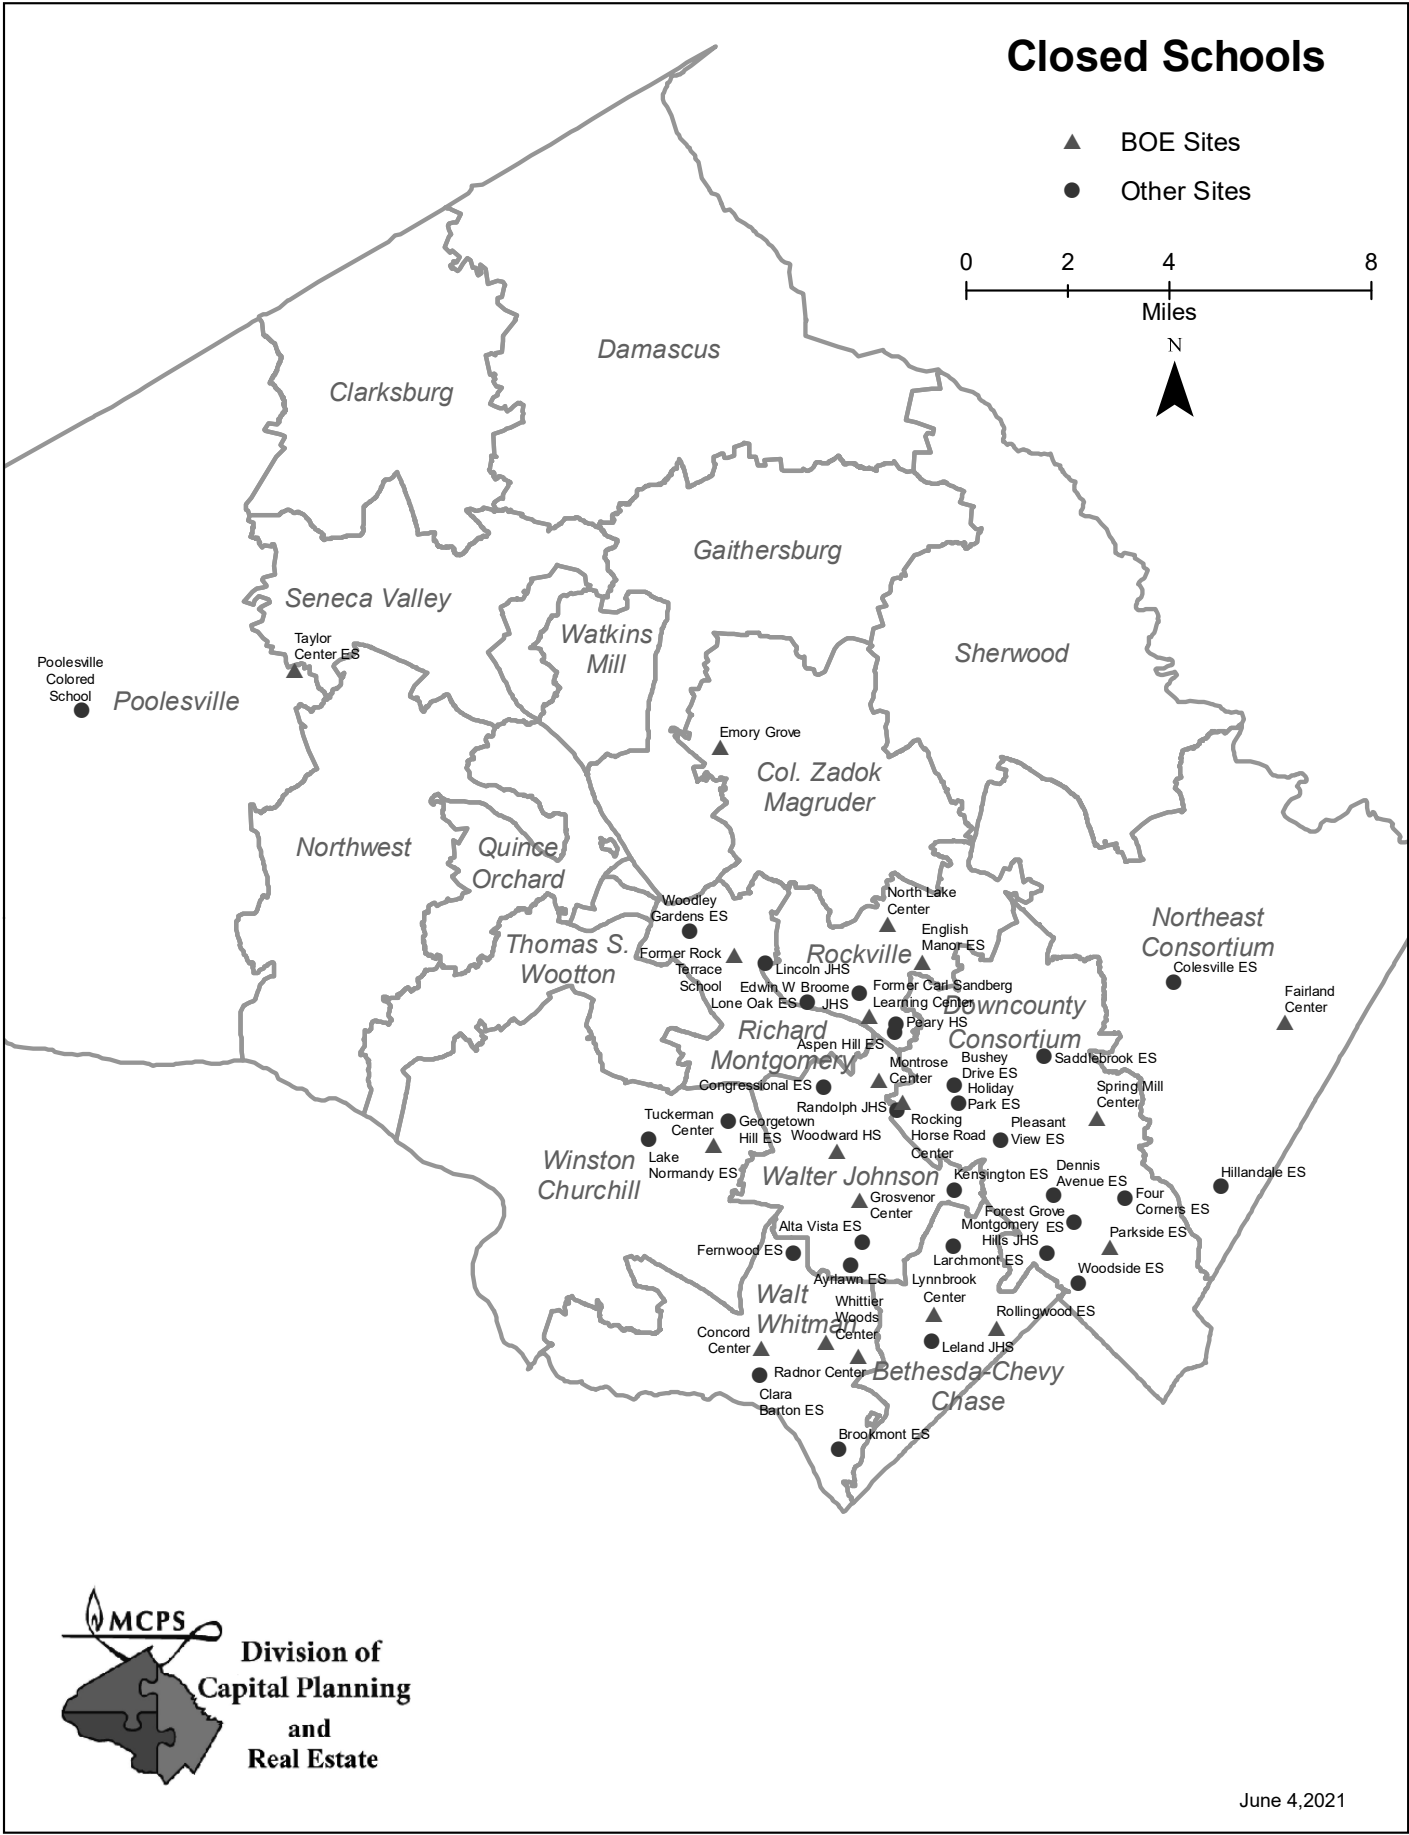 Closed Schools
BOE Sites
Other Sites
0 2 4 8
Miles
N
Damascus
Clarksburg
Gaithersburg
Seneca Valley
Watkins
Mill
Sherwood
Taylor
Center ES
Poolesville
Colored
School
Poolesville
Emory Grove
Col. Zadok
Magruder
Northwest
Quince
Orchard
North Lake
Center
Woodley
Gardens ES
Northeast
Consortium
English
Manor ES
Thomas S.
Wootton
Former Rock
Terrace
School
Rockville
Lincoln JHS
Colesville ES
Edwin W Broome
JHS
Lone Oak ES
Former Carl Sandberg
Learning Center
Fairland
Center
Downcounty
Consortium
Richard
Montgomery
Peary HS
Aspen Hill ES
Bushey
Drive ES
Saddlebrook ES
Montrose
Center
Congressional ES
Holiday
Park ES
Spring Mill
Center
Randolph JHS
Tuckerman
Center
Georgetown
Hill ES
Rocking
Horse Road
Center
Pleasant
View ES
Woodward HS
Lake
Normandy ES
Winston
Churchill
Walter Johnson
Kensington ES
Dennis
Avenue ES
Hillandale ES
Four
Corners ES
Grosvenor
Center
Forest Grove
ES
Montgomery
Hills JHS
Alta Vista ES
Parkside ES
Fernwood ES
Larchmont ES
Woodside ES
Ayrlawn ES
Lynnbrook
Center
Walt
Whitman
Whittier
Woods
Center
Rollingwood ES
Concord
Center
Leland JHS
Radnor Center
Bethesda-Chevy
Chase
Clara
Barton ES
Brookmont ES
MCPS
Division of
Capital Planning
and
Real Estate
June 4,2021